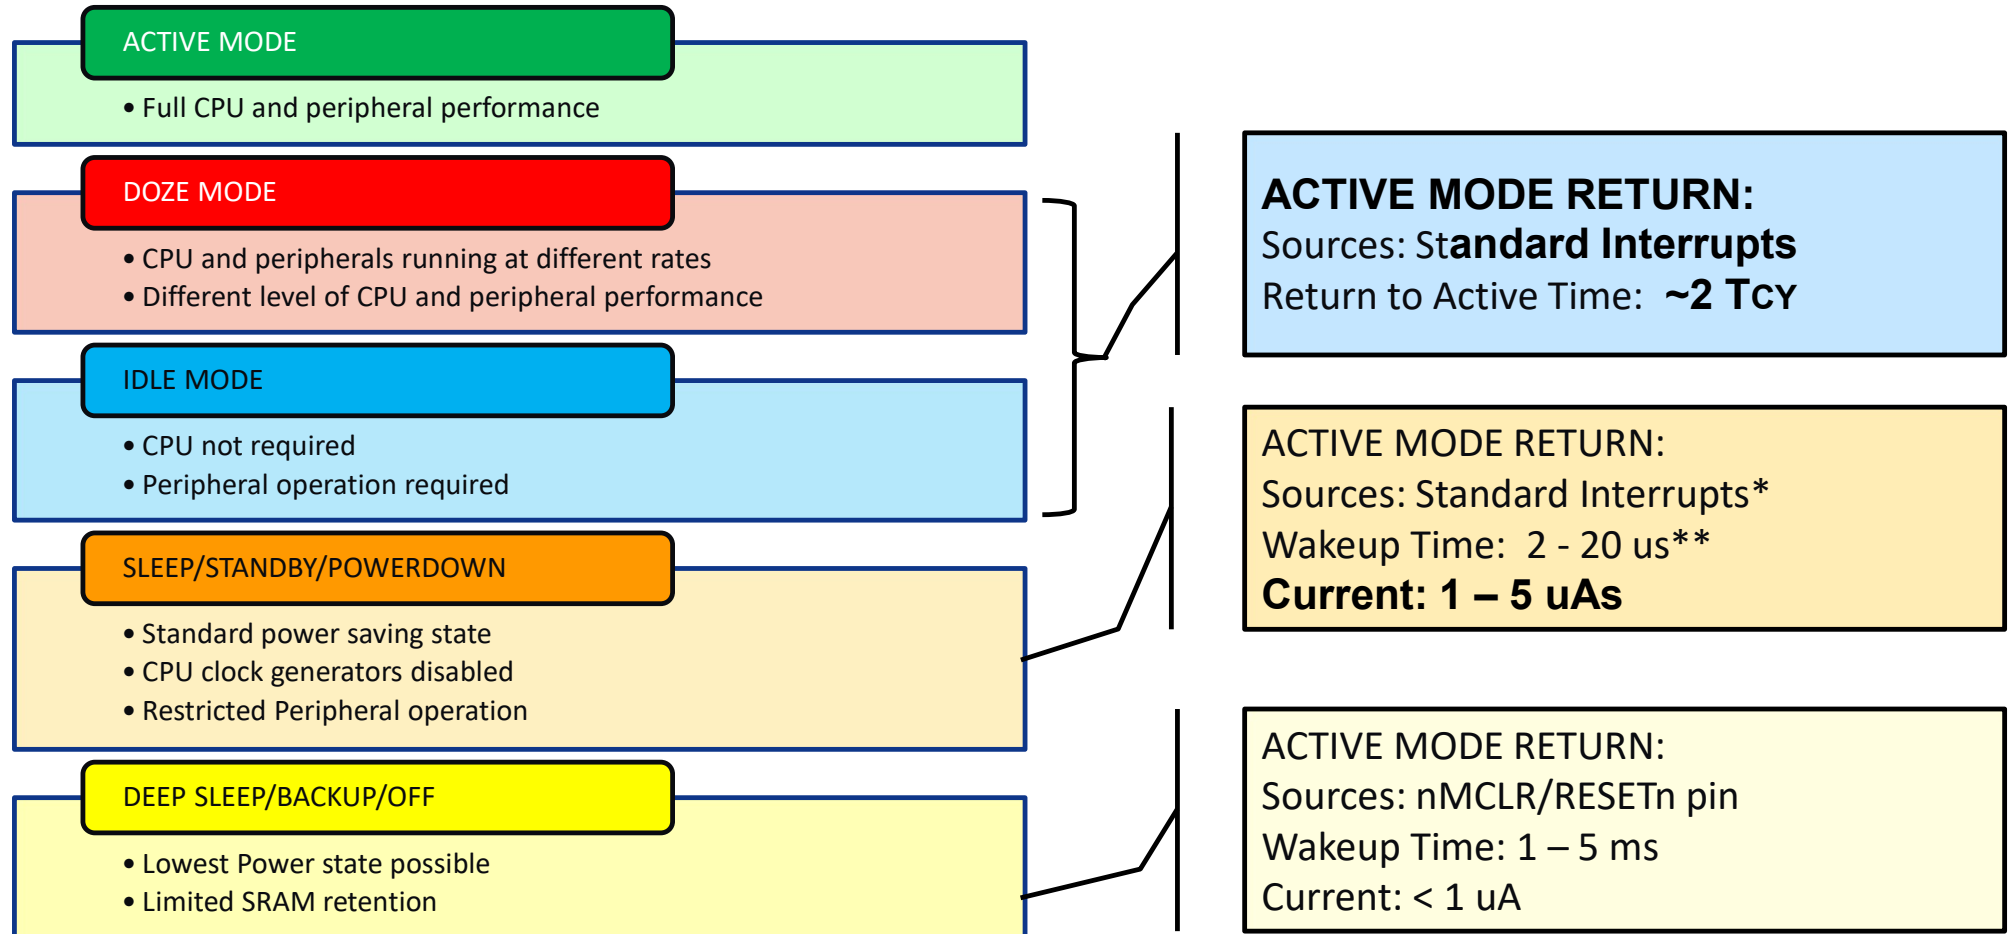 ACTIVE MODE
• Full CPU and peripheral performance
DOZE MODE
• CPU and peripherals running at different rates
• Different level of CPU and peripheral performance
IDLE MODE
• CPU not required
• Peripheral operation required
SLEEP/STANDBY/POWERDOWN
• Standard power saving state
• CPU clock generators disabled
• Restricted Peripheral operation
DEEP SLEEP/BACKUP/OFF
• Lowest Power state possible
• Limited SRAM retention
ACTIVE MODE RETURN:
Sources: Standard Interrupts
Return to Active Time: ~2 TCY
ACTIVE MODE RETURN:
Sources: Standard Interrupts*
Wakeup Time: 2 - 20 us**
Current: 1 – 5 uAs
ACTIVE MODE RETURN:
Sources: nMCLR/RESETn pin
Wakeup Time: 1 – 5 ms
Current: < 1 uA